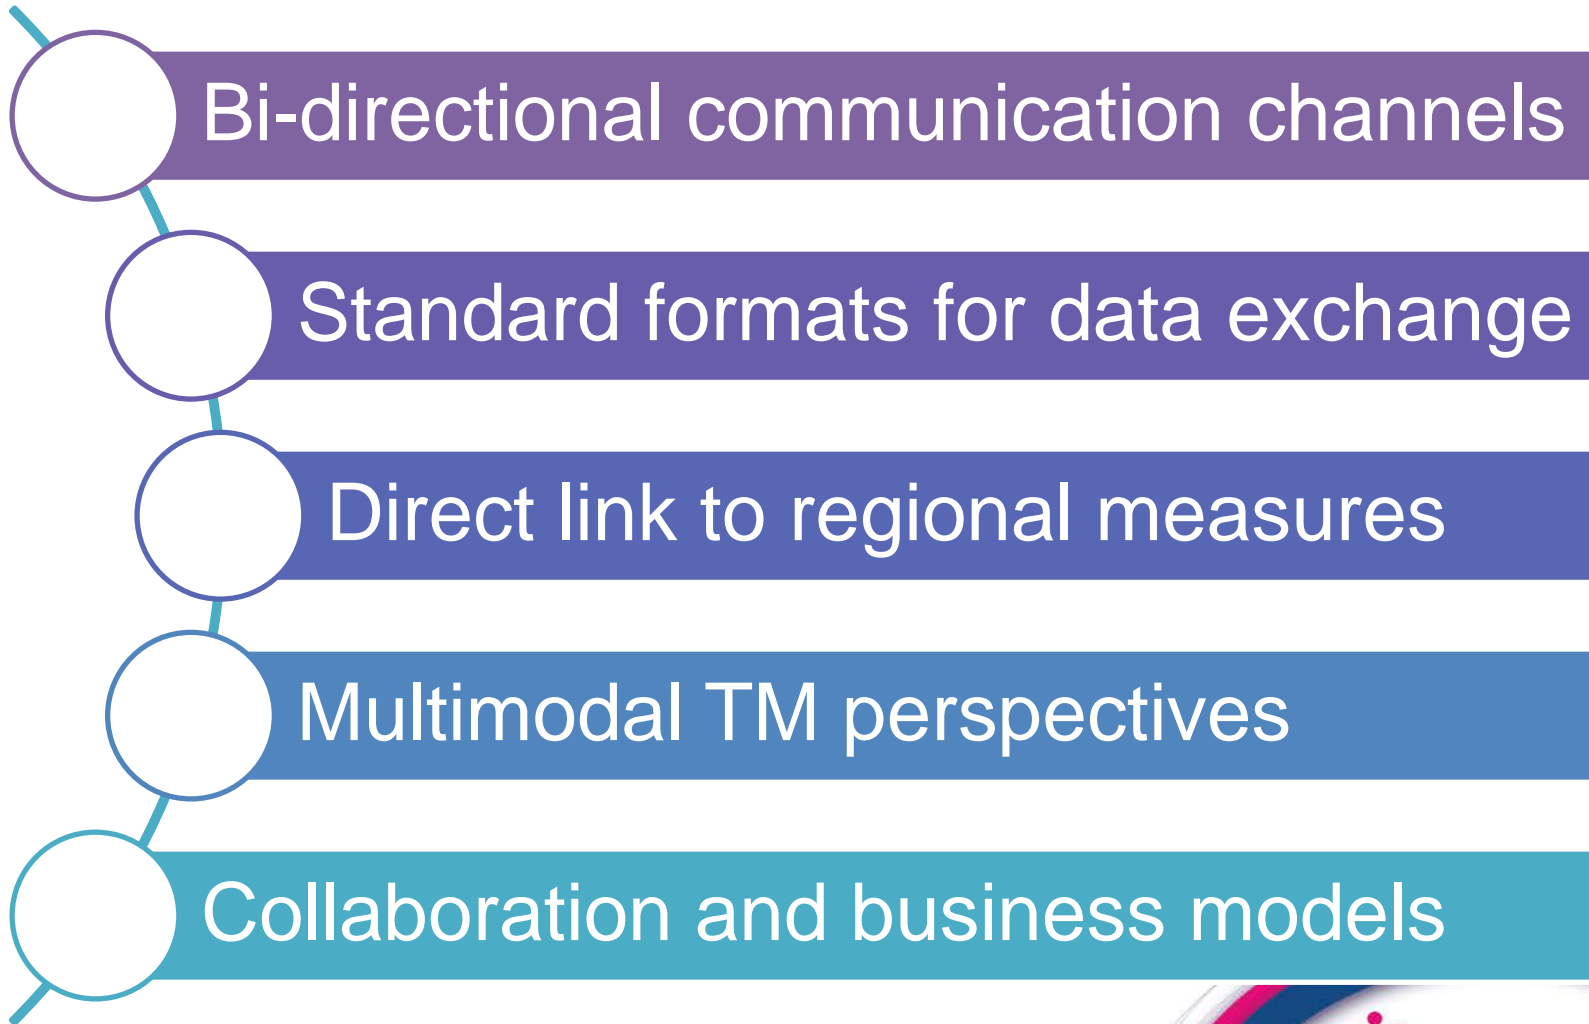 Bi-directional communication channels
Standard formats for data exchange
Direct link to regional measures
Multimodal TM perspectives
Collaboration and business models